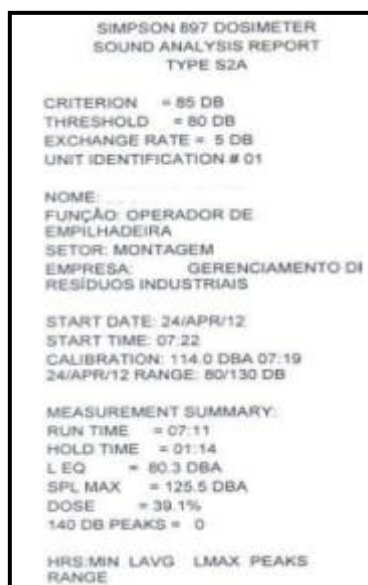 SIMPSON 897 DOSIMETER
SOUND ANALYSIS REPORT
TYPE S2A
CRITERION = 85 DB
THRESHOLD = 80 DB
EXCHANGE RATE = 5 DB
UNIT IDENTIFICATION # 01
NOME:
FUNÇÃO: OPERADOR DE
EMPILHADEIRA
SETOR: MONTAGEM
EMPRESA: GERENCIAMENTO DE
RESÍDUOS INDUSTRIAIS
START DATE: 24/APR/12
START TIME: 07:22
CALIBRATION: 114.0 DBA 07:19
24/APR/12 RANGE: 60/130 DB
MEASUREMENT SUMMARY:
RUN TIME = 07:11
HOLD TIME = 01:14
L EQ = 80.3 DBA
SPL MAX = 125.5 DBA
DOSE = 39.1%
140 DB PEAKS = 0
HRS:MIN LAVG LMAX PEAKS
RANGE